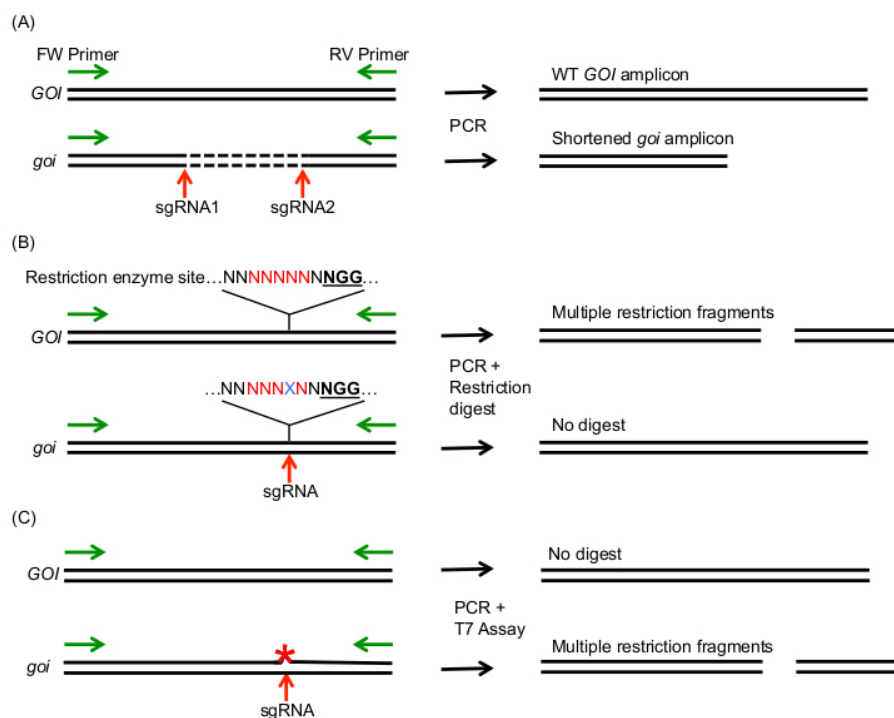 (A)
FW Primer RV Primer
GOI
WT GOI amplicon
PCR
goi
Shortened goi amplicon
sgRNA1 sgRNA2
(B)
Restriction enzyme site...NNNNNNNNNGG...
GOI
Multiple restriction fragments
PCR +
Restriction
digest
...NNNNNXNNNGG...
goi
No digest
sgRNA
(C)
GOI
No digest
PCR +
T7 Assay
goi
*
Multiple restriction fragments
sgRNA